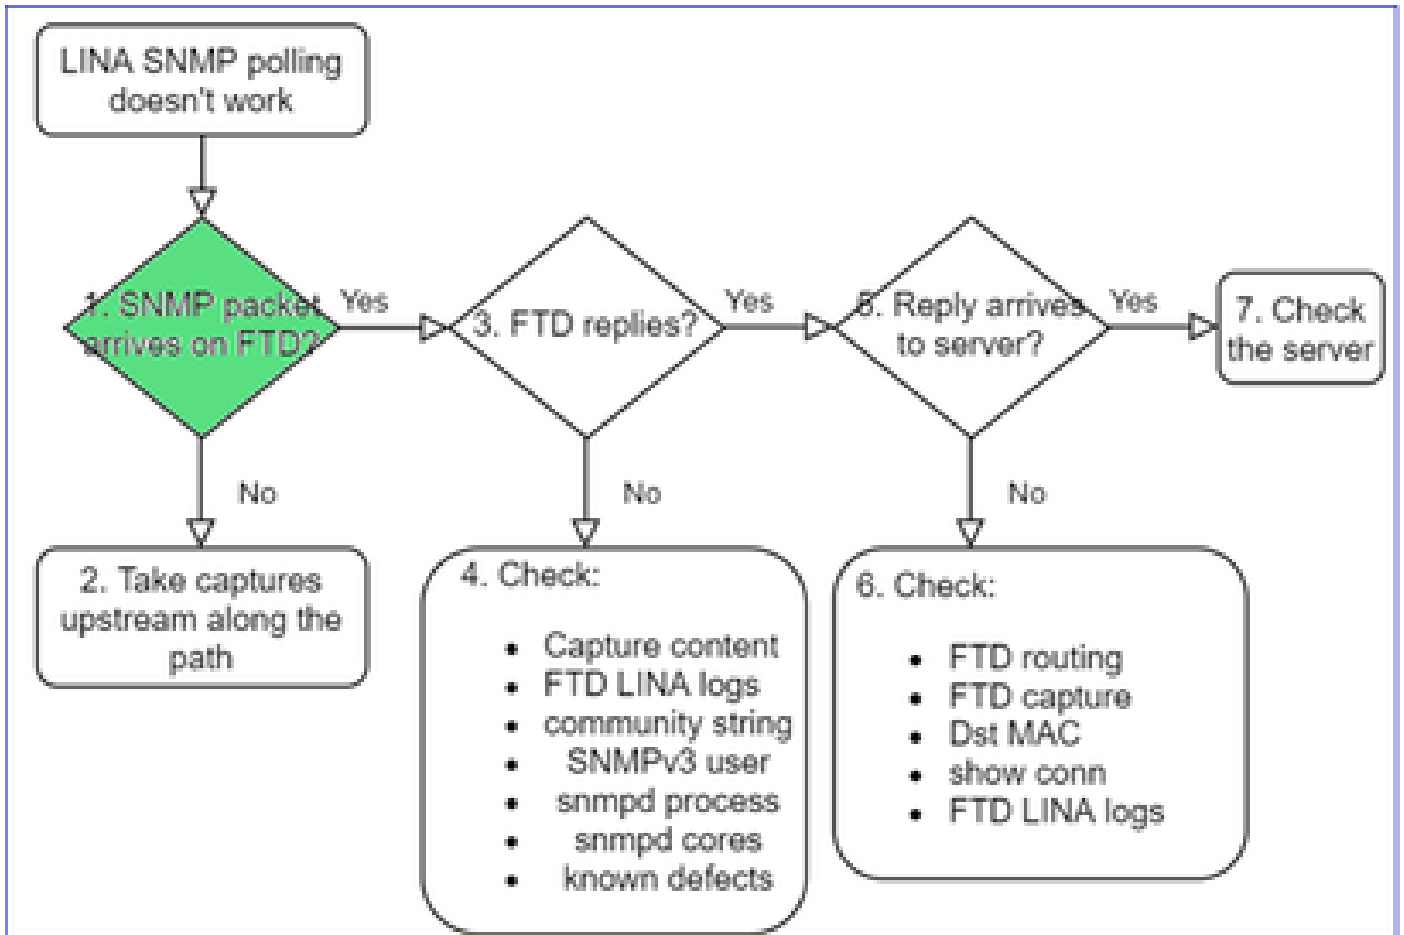 LINA SNMP polling
doesn't work
1. SNMP packet
arrives on FTD?
Yes
3. FTD replies?
Yes
5. Reply arrives
to server?
Yes
7. Check
the server
No
No
No
2. Take captures
upstream along the
path
4. Check:
• Capture content
• FTD LINA logs
• community string
• SNMPv3 user
• snmpd process
• snmpd cores
• known defects
6. Check:
• FTD routing
• FTD capture
• Dst MAC
• show conn
• FTD LINA logs